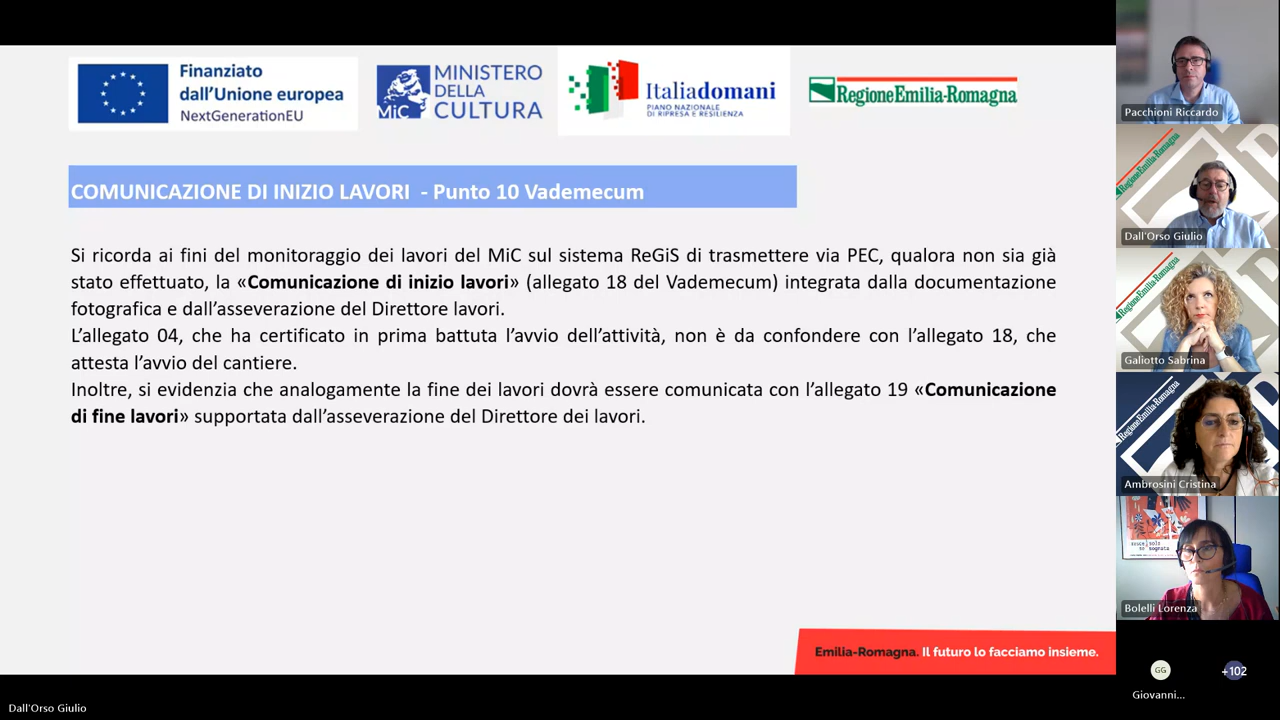 Finanziato
dall'Unione europea
NextGenerationEU
MiC
MINISTERO
DELLA
CULTURA
Italiadomani
PIANO NAZIONALE
DI RIPRESA E RESILIENZA
RegioneEmilia-Romagna
COMUNICAZIONE DI INIZIO LAVORI - Punto 10 Vademecum
Si ricorda ai fini del monitoraggio dei lavori del MiC sul sistema ReGiS di trasmettere via PEC, qualora non sia già
stato effettuato, la «Comunicazione di inizio lavori» (allegato 18 del Vademecum) integrata dalla documentazione
fotografica e dall'asseverazione del Direttore lavori.
L'allegato 04, che ha certificato in prima battuta l'avvio dell'attività, non è da confondere con l'allegato 18, che
attesta l'avvio del cantiere.
Inoltre, si evidenzia che analogamente la fine dei lavori dovrà essere comunicata con l'allegato 19 «Comunicazione
di fine lavori» supportata dall'asseverazione del Direttore dei lavori.
Emilia-Romagna. Il futuro lo facciamo insieme.
Dall'Orso Giulio
Pacchioni Riccardo
RegioneEmilia-Romagna
Dall'Orso Giulio
RegioneEmilia-Romagna
Galiotto Sabrina
RegioneEmilia-Romagna
Ambrosini Cristina
Bolelli Lorenza
GG
+102
Giovanni...